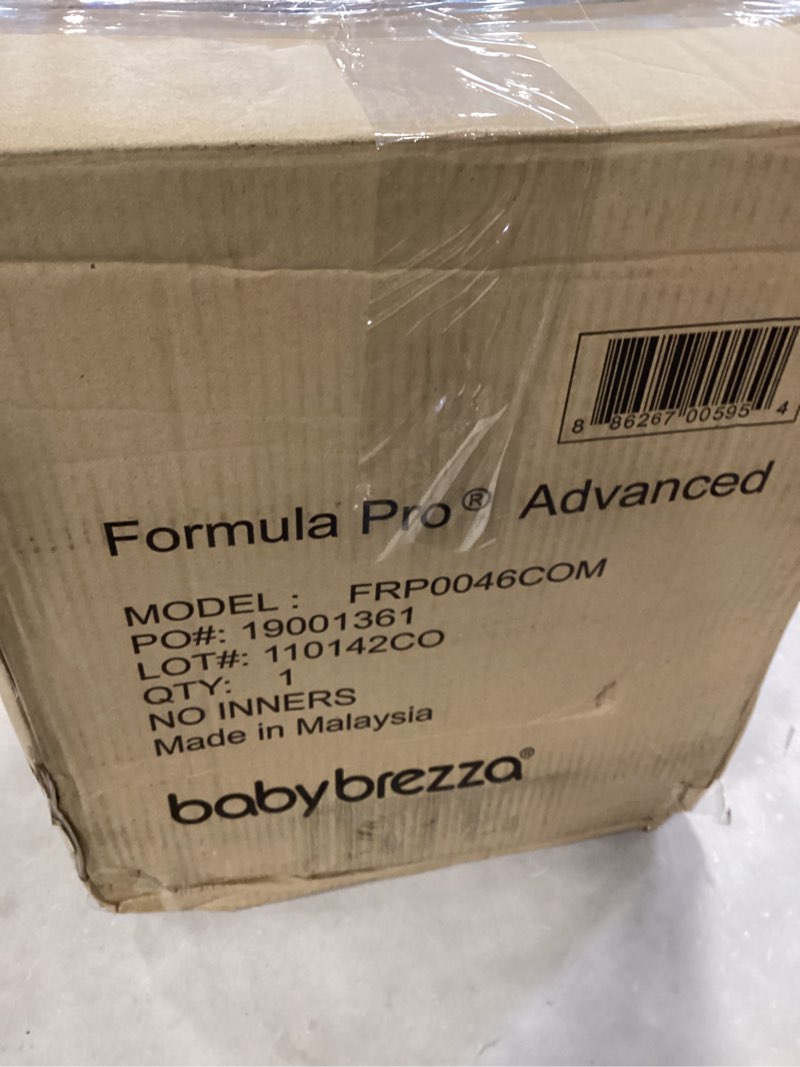 8 86267 00595 4
Formula Pro® Advanced
MODEL : FRP0046COM
PO#: 19001361
LOT#: 110142CO
QTY: 1
NO INNERS
Made in Malaysia
babybrezza®